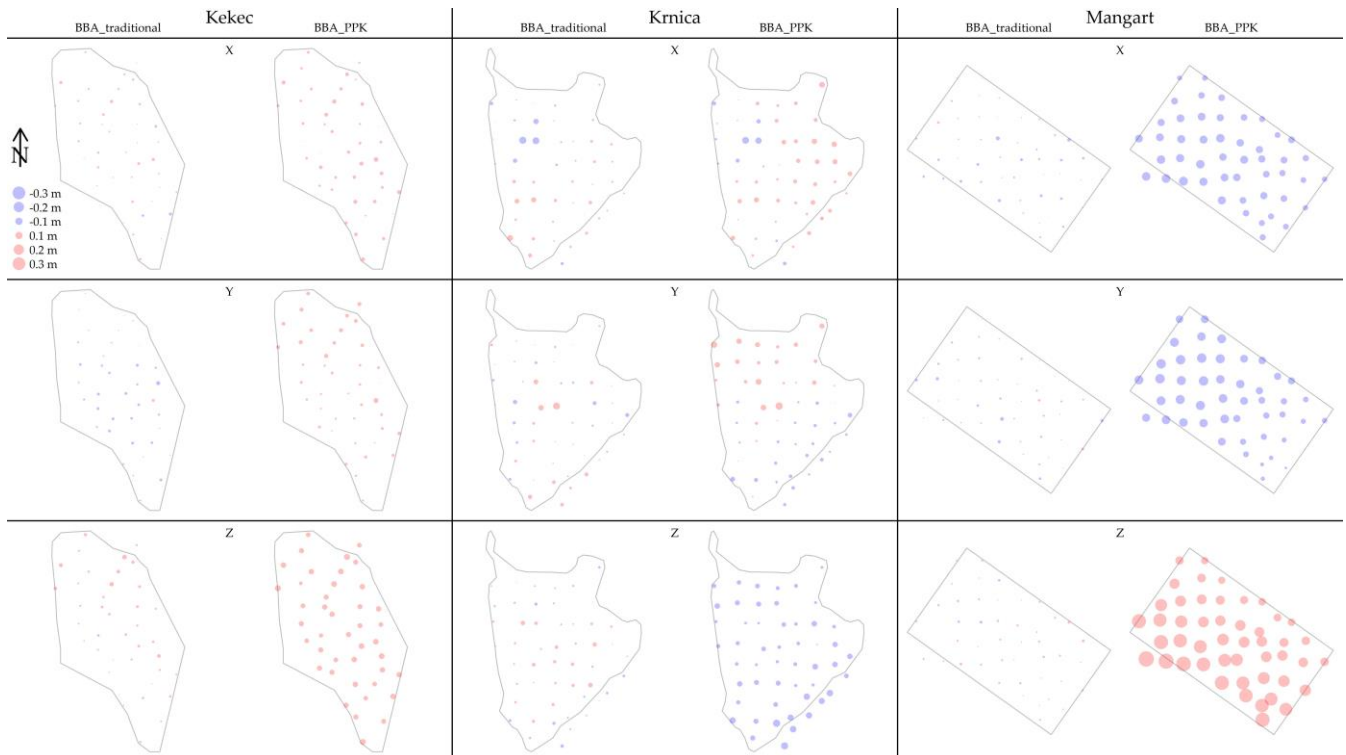 Kekec Krnica Mangart
BBA_traditional BBA_PPK BBA_traditional BBA_PPK BBA_traditional BBA_PPK
X X X
N
-0.3 m
-0.2 m
-0.1 m
0.1 m
0.2 m
0.3 m
Y Y Y
Z Z Z